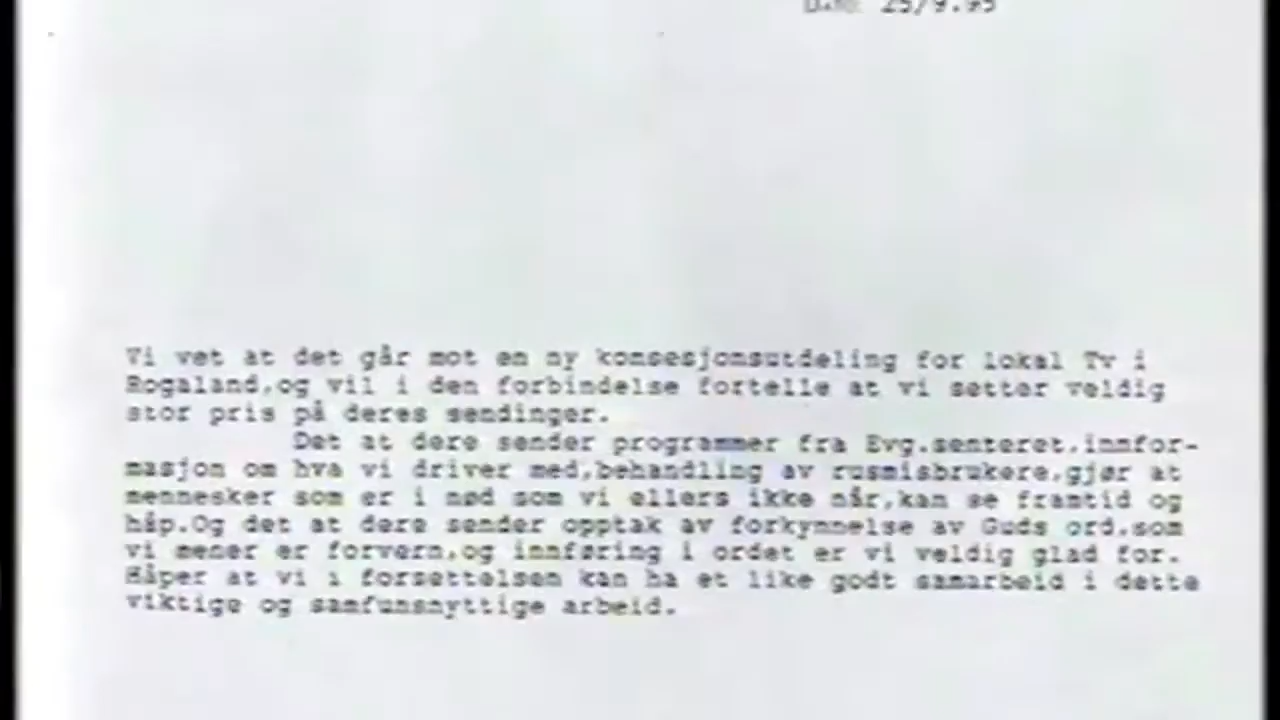 25/9.95
Vi vet at det går mot en ny konsesjonsutdeling for lokal Tv i
Rogaland,og vil i den forbindelse fortelle at vi setter veldig
stor pris på deres sendinger.
Det at dere sender programmer fra Evg.senteret,innfor-
masjon om hva vi driver med,behandling av rusmisbrukere,gjør at
mennesker som er i nød som vi ellers ikke når,kan se framtid og
håp.Og det at dere sender opptak av forkynnelse av Guds ord,som
vi mener er forvern,og innføring i ordet er vi veldig glad for.
Håper at vi i forsettelsen kan ha et like godt samarbeid i dette
viktige og samfunsnyttige arbeid.